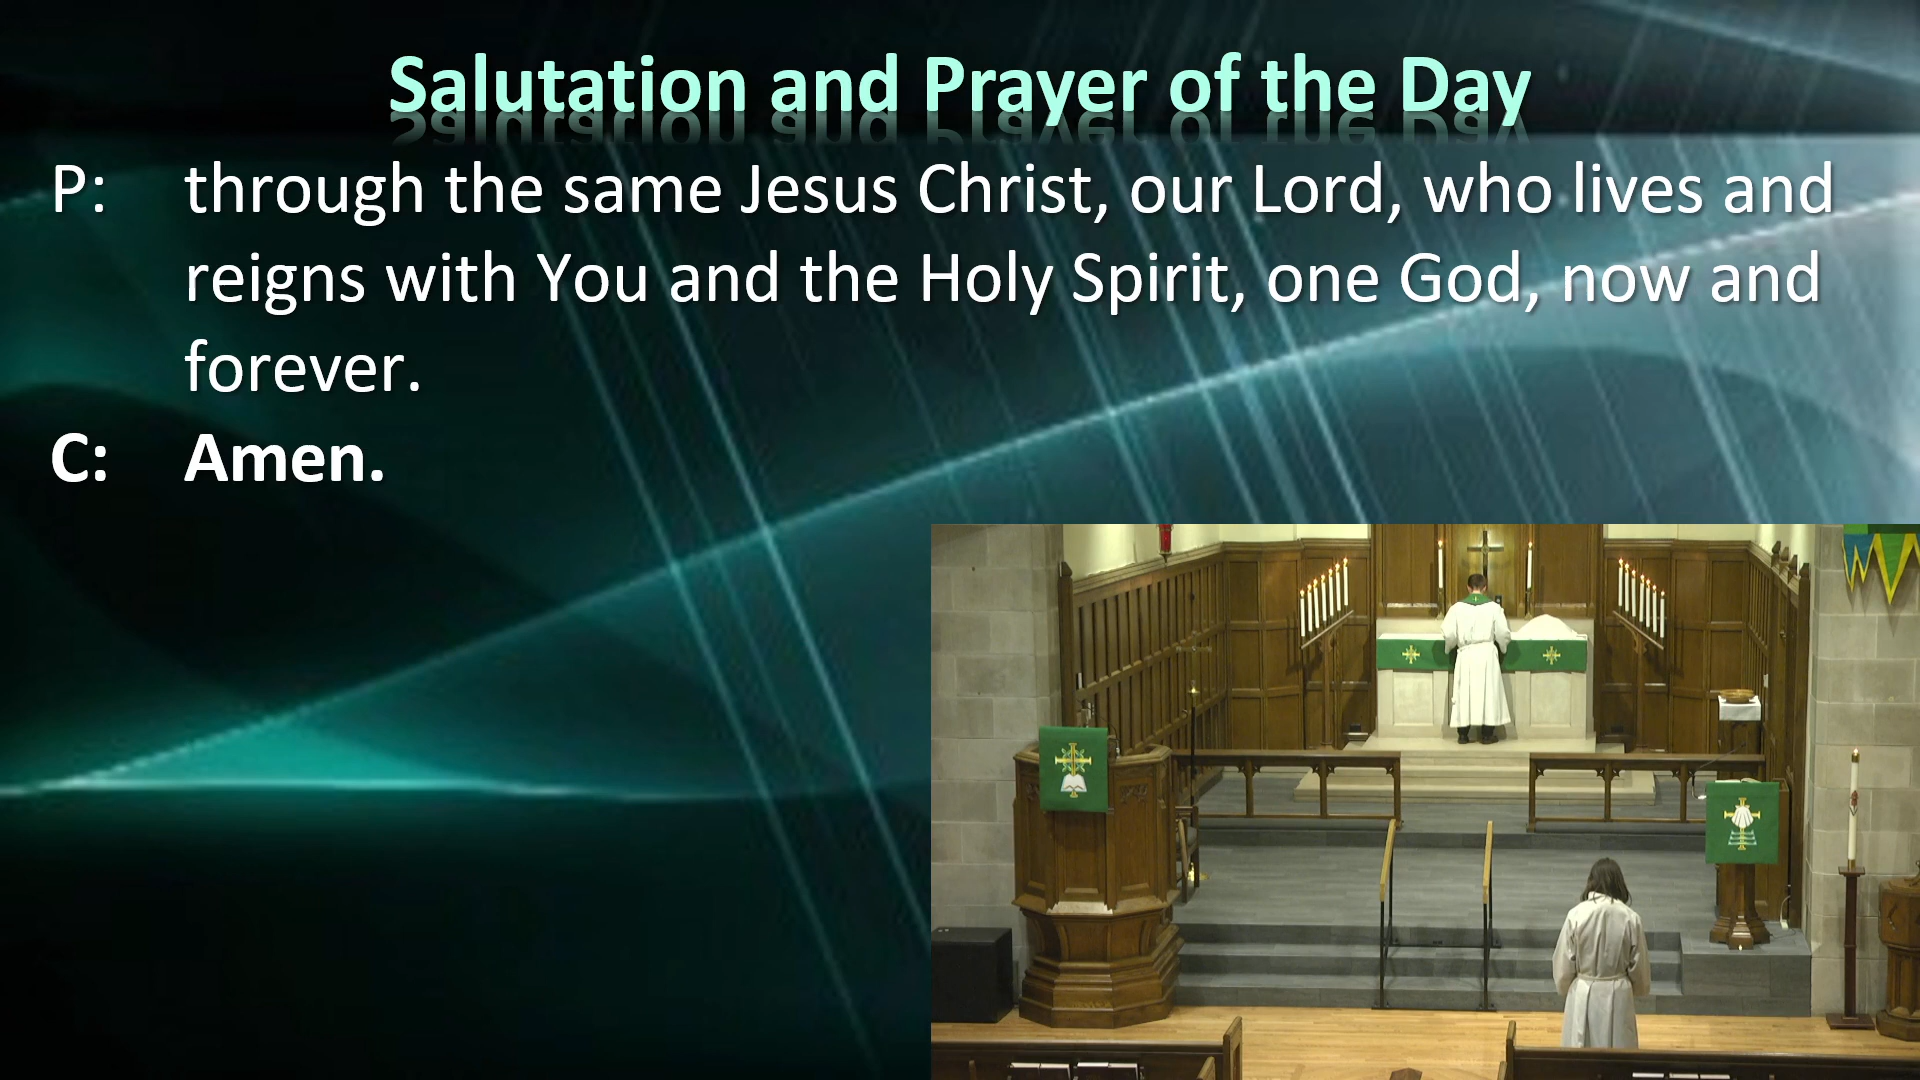 Salutation and Prayer of the Day
P: through the same Jesus Christ, our Lord, who lives and
reigns with You and the Holy Spirit, one God, now and
forever.
C: Amen.